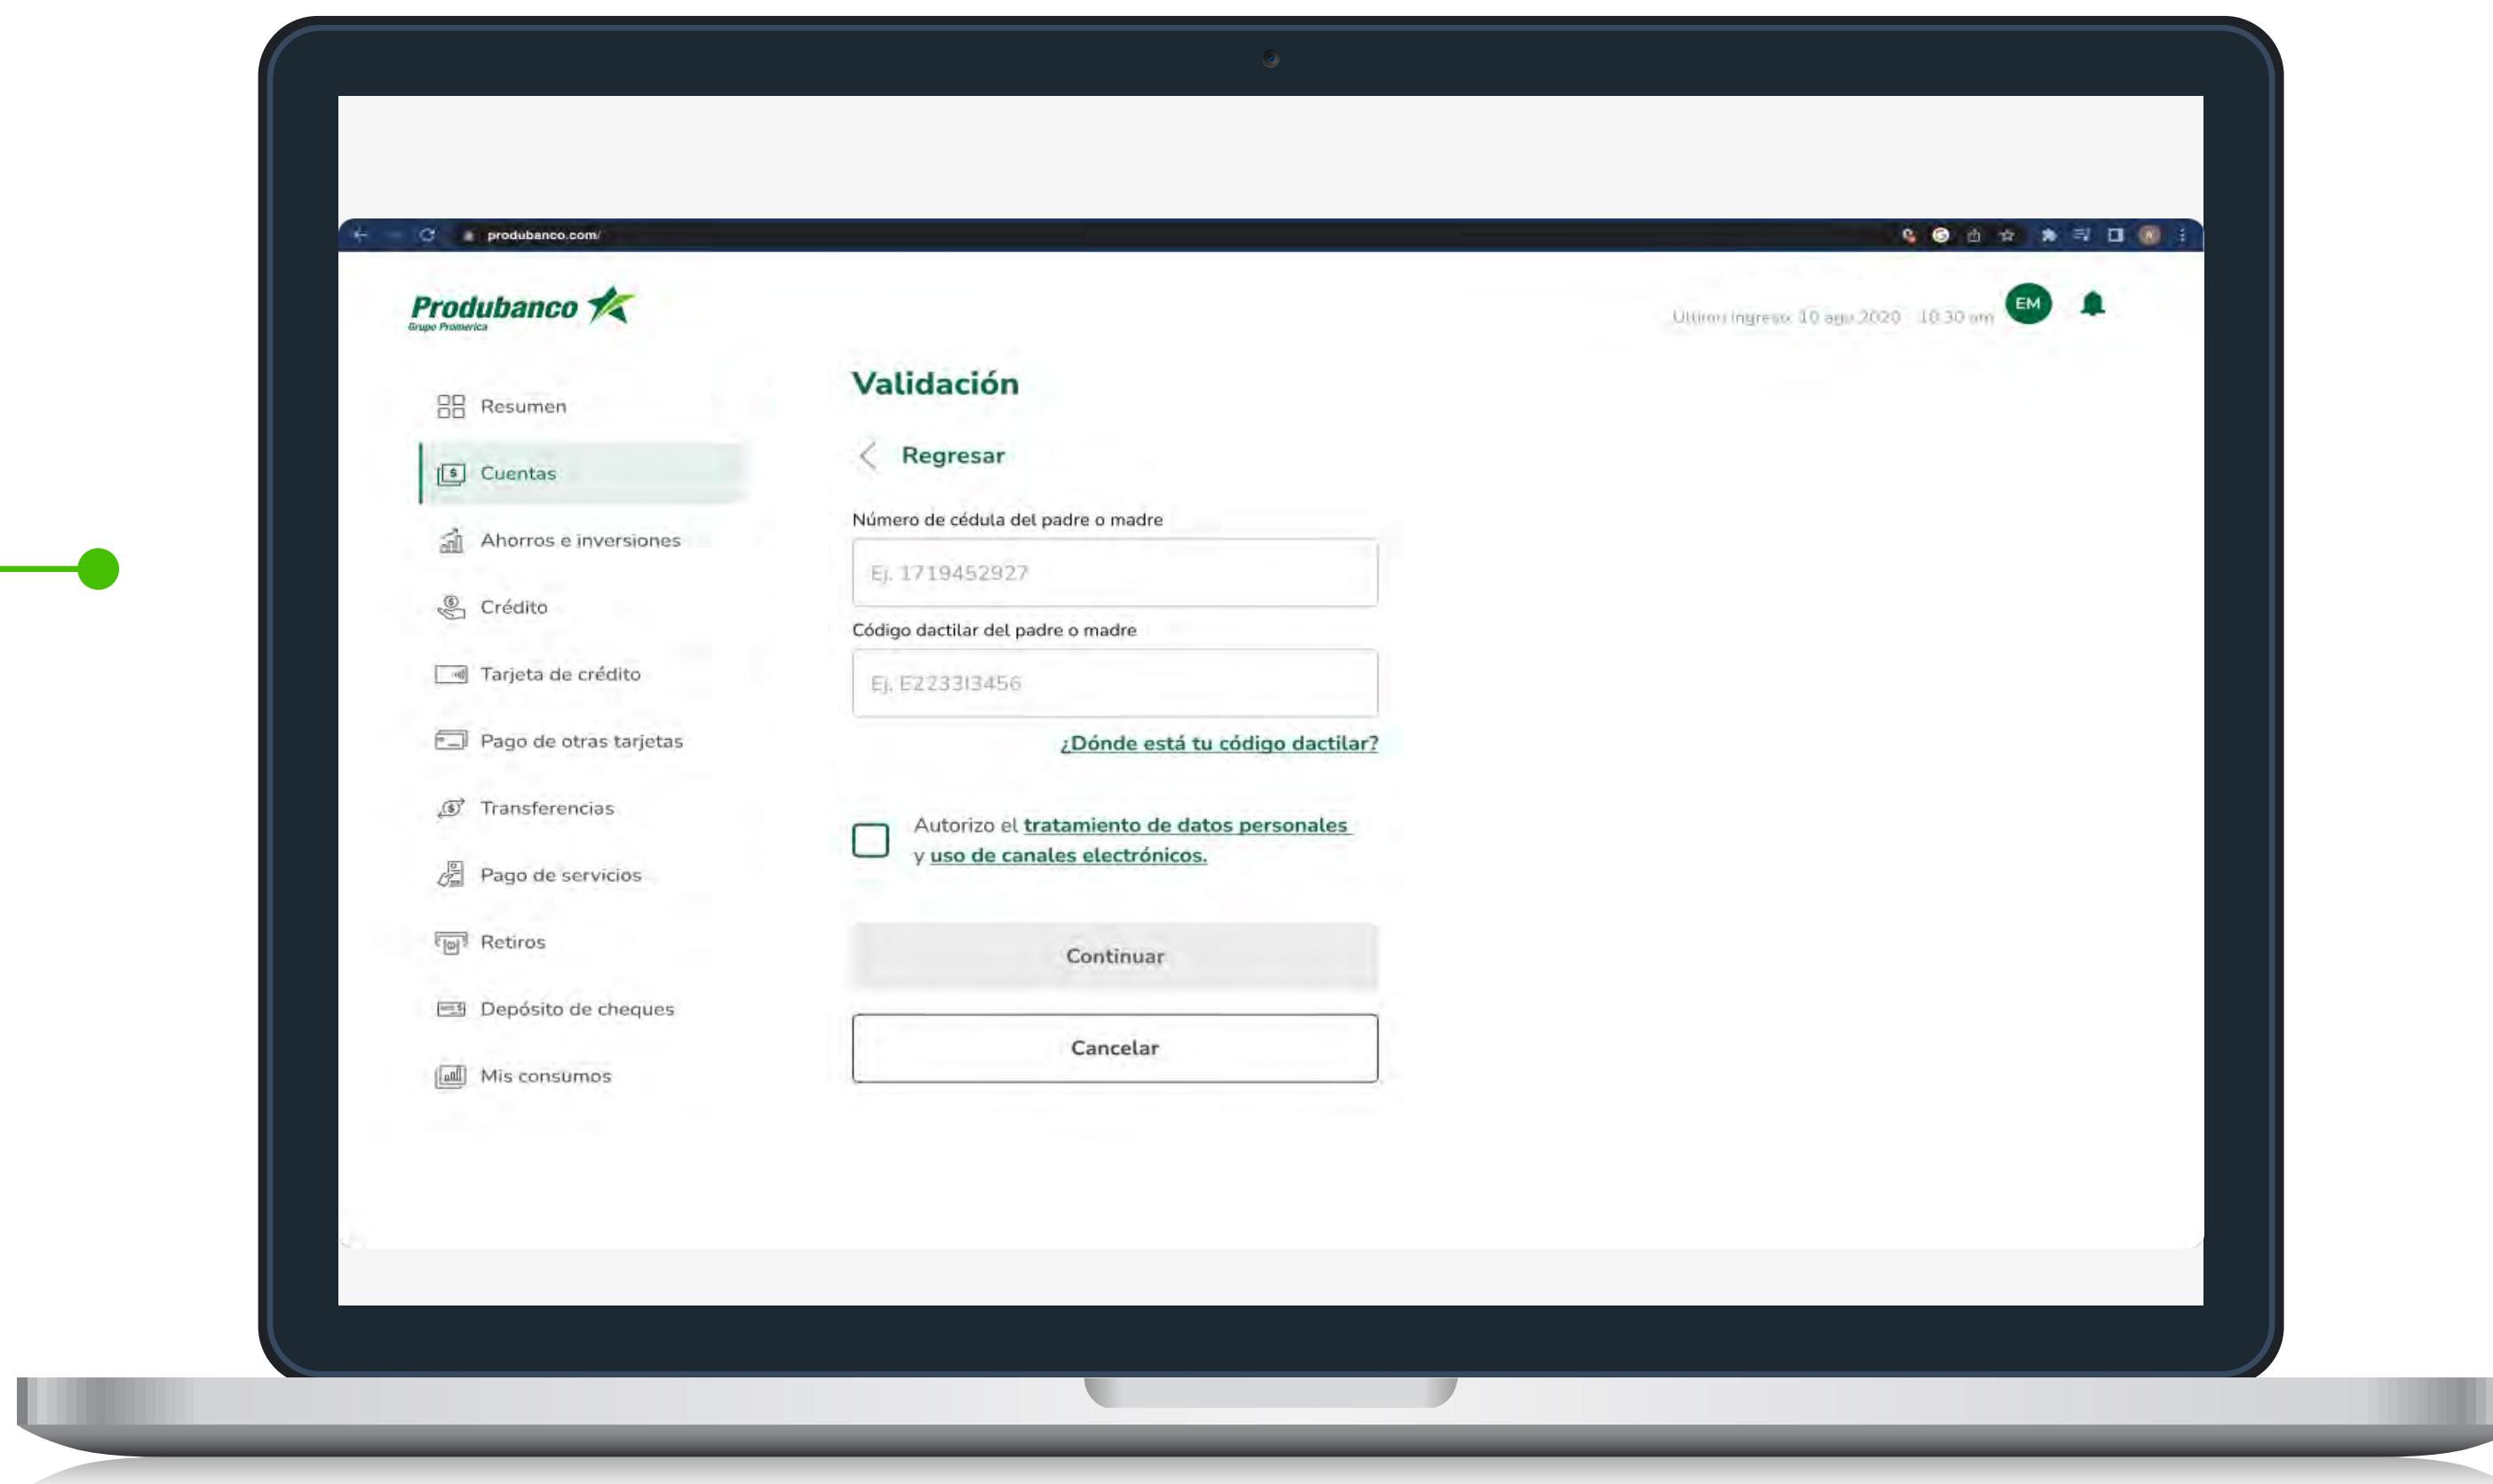 produbanco.com/
Produbanco
Grupo Promerica
Ultimo ingreso: 10 ago 2020 10:30 am
EM
Validación
Resumen
Regresar
Cuentas
Número de cédula del padre o madre
Ahorros e inversiones
Ej. 1719452927
Crédito
Código dactilar del padre o madre
Tarjeta de crédito
Ej. E2233I3456
Pago de otras tarjetas
¿Dónde está tu código dactilar?
Transferencias
Autorizo el tratamiento de datos personales
y uso de canales electrónicos.
Pago de servicios
Retiros
Continuar
Depósito de cheques
Cancelar
Mis consumos